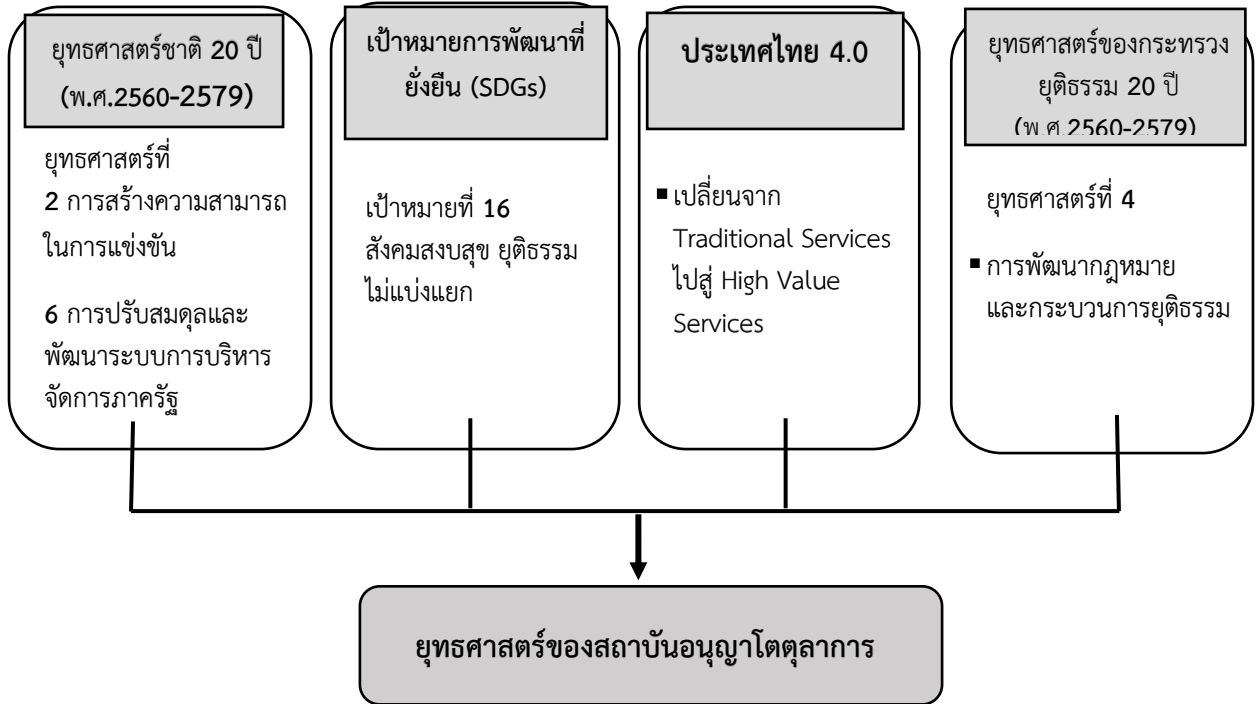 ยุทธศาสตร์ชาติ 20 ปี
(พ.ศ.2560-2579)
ยุทธศาสตร์ที่
2 การสร้างความสามารถ
ในการแข่งขัน
6 การปรับสมดุลและ
พัฒนาระบบการบริหาร
จัดการภาครัฐ
เป้าหมายการพัฒนาที่
ยั่งยืน (SDGs)
เป้าหมายที่ 16
สังคมสงบสุข ยุติธรรม
ไม่แบ่งแยก
ประเทศไทย 4.0
▪ เปลี่ยนจาก
Traditional Services
ไปสู่ High Value
Services
ยุทธศาสตร์ของกระทรวง
ยุติธรรม 20 ปี
(พ.ศ.2560-2579)
ยุทธศาสตร์ที่ 4
▪ การพัฒนากฎหมาย
และกระบวนการยุติธรรม
ยุทธศาสตร์ของสถาบันอนุญาโตตุลาการ